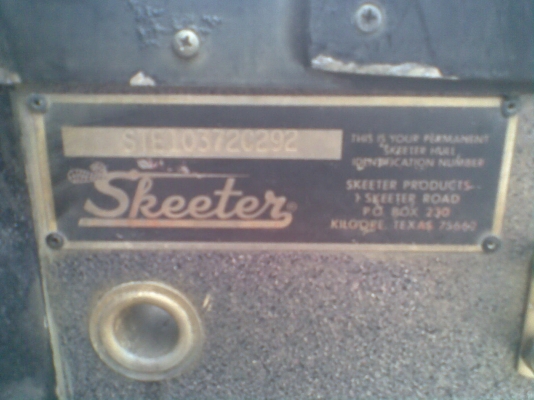 STE10372C292
THIS IS YOUR PERMANENT
SKEETER HULL
IDENTIFICATION NUMBER
Skeeter
SKEETER PRODUCTS
1 SKEETER ROAD
P.O. BOX 230
KILGORE, TEXAS 75660